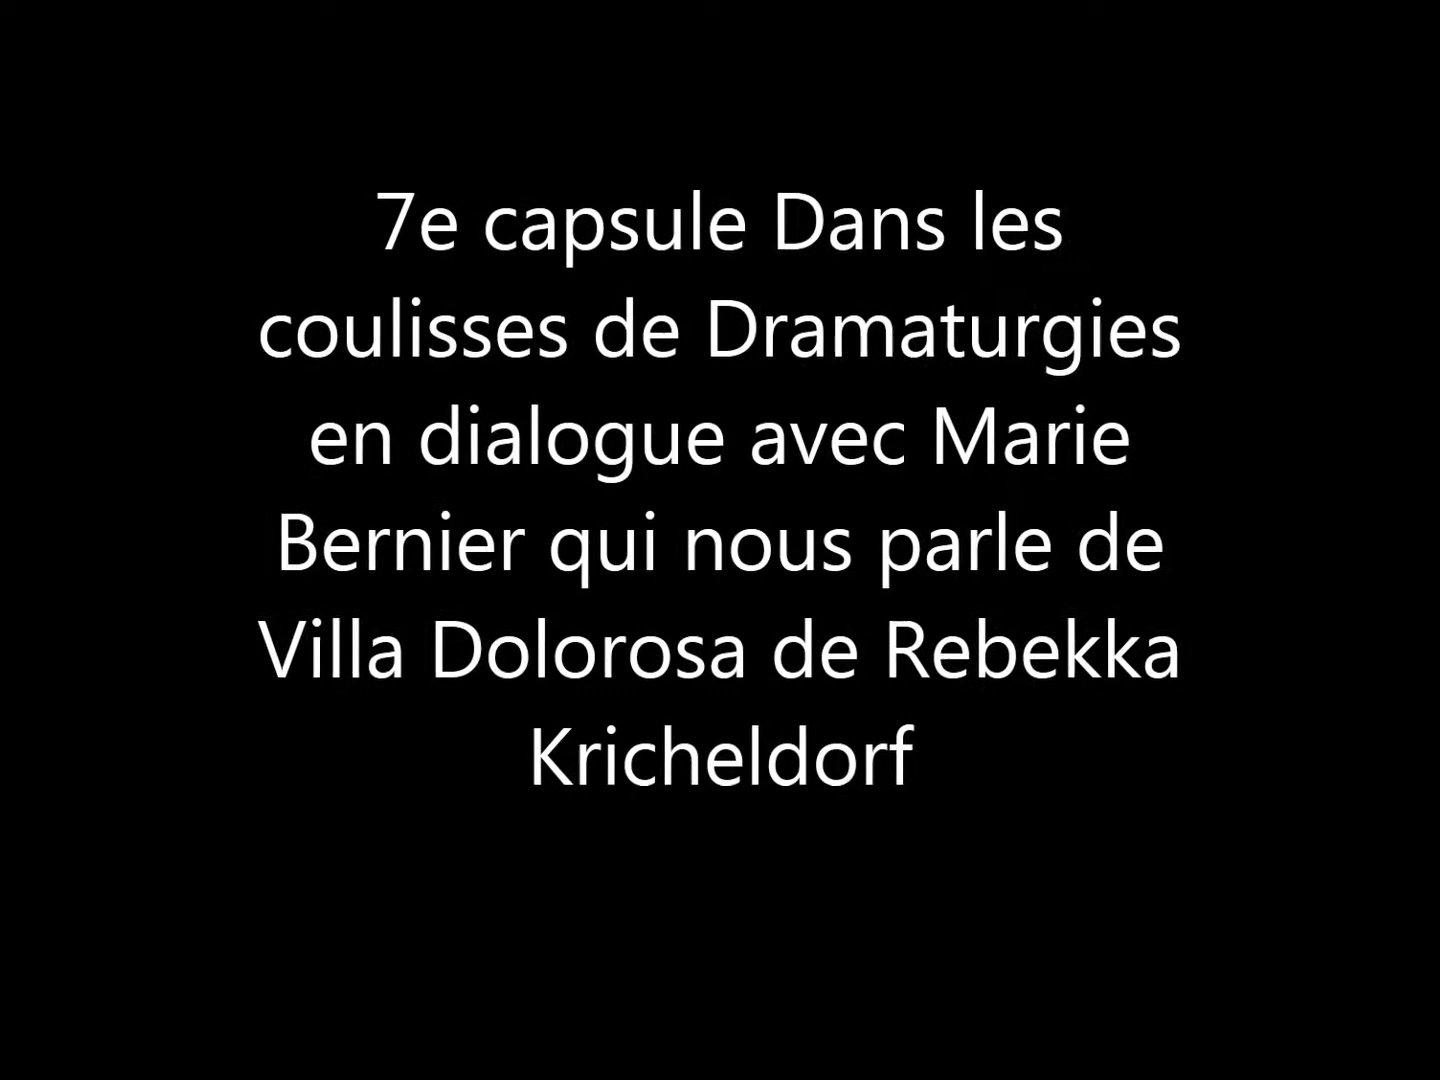 7e capsule Dans les
coulisses de Dramaturgies
en dialogue avec Marie
Bernier qui nous parle de
Villa Dolorosa de Rebekka
Kricheldorf